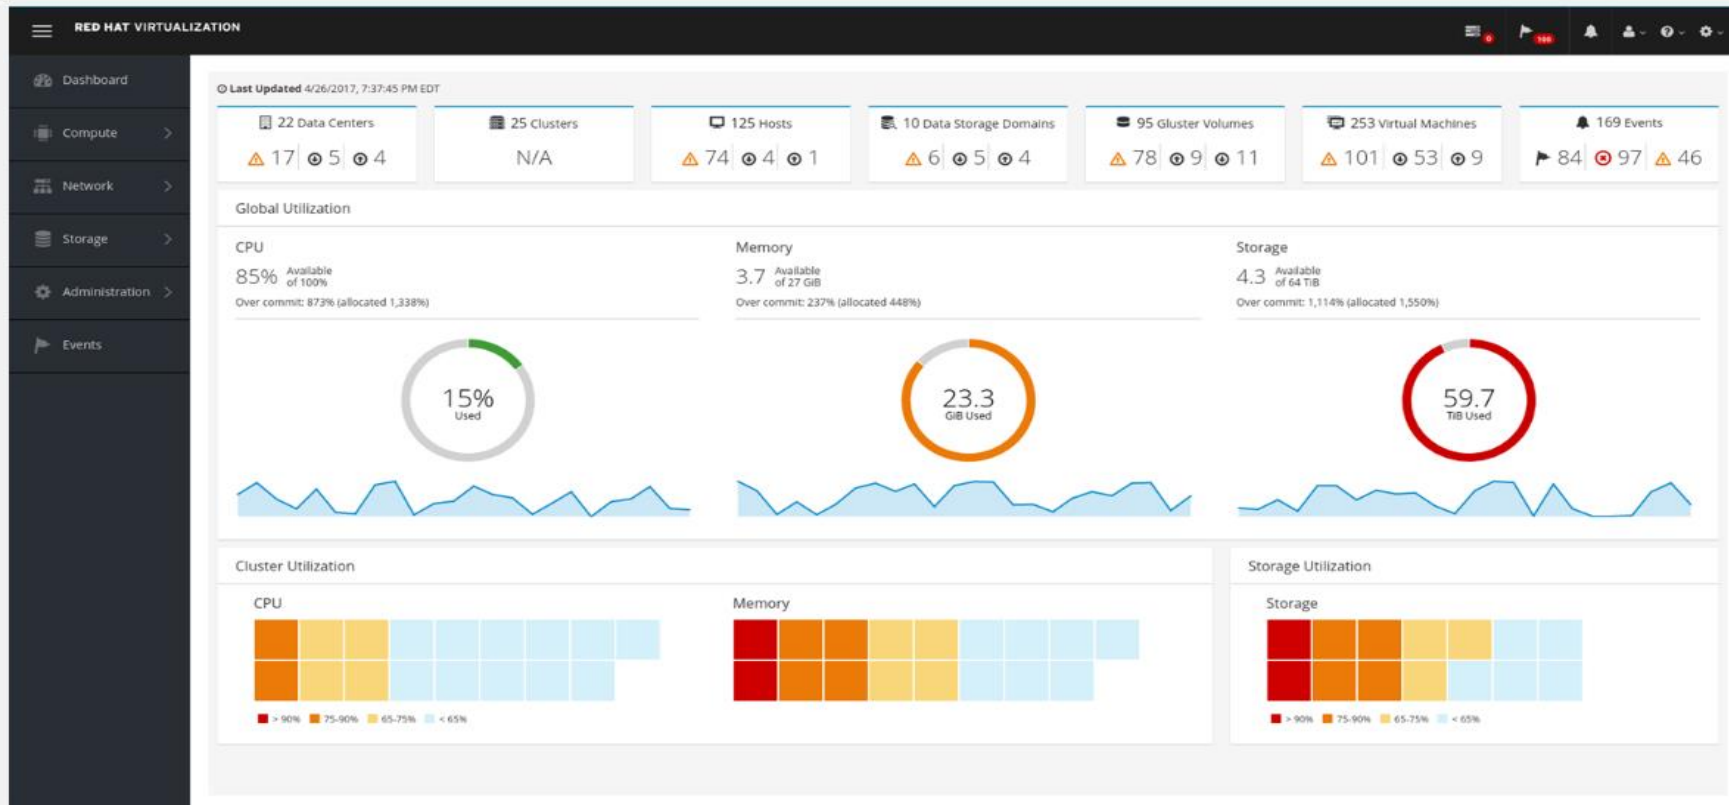 RED HAT VIRTUALIZATION
0
100
Dashboard
Compute
Network
Storage
Administration
Events
Last Updated 4/26/2017, 7:37:45 PM EDT
22 Data Centers
17 5 4
25 Clusters
N/A
125 Hosts
74 4 1
10 Data Storage Domains
6 5 4
95 Gluster Volumes
78 9 11
253 Virtual Machines
101 53 9
169 Events
84 97 46
Global Utilization
CPU
85% Available
of 100%
Over commit: 873% (allocated 1,338%)
15%
Used
Memory
3.7 Available
of 27 GiB
Over commit: 237% (allocated 448%)
23.3
GiB Used
Storage
4.3 Available
of 64 TiB
Over commit: 1,114% (allocated 1,550%)
59.7
TiB Used
Cluster Utilization
CPU
Memory
> 90% 75-90% 65-75% < 65%
Storage Utilization
Storage
> 90% 75-90% 65-75% < 65%